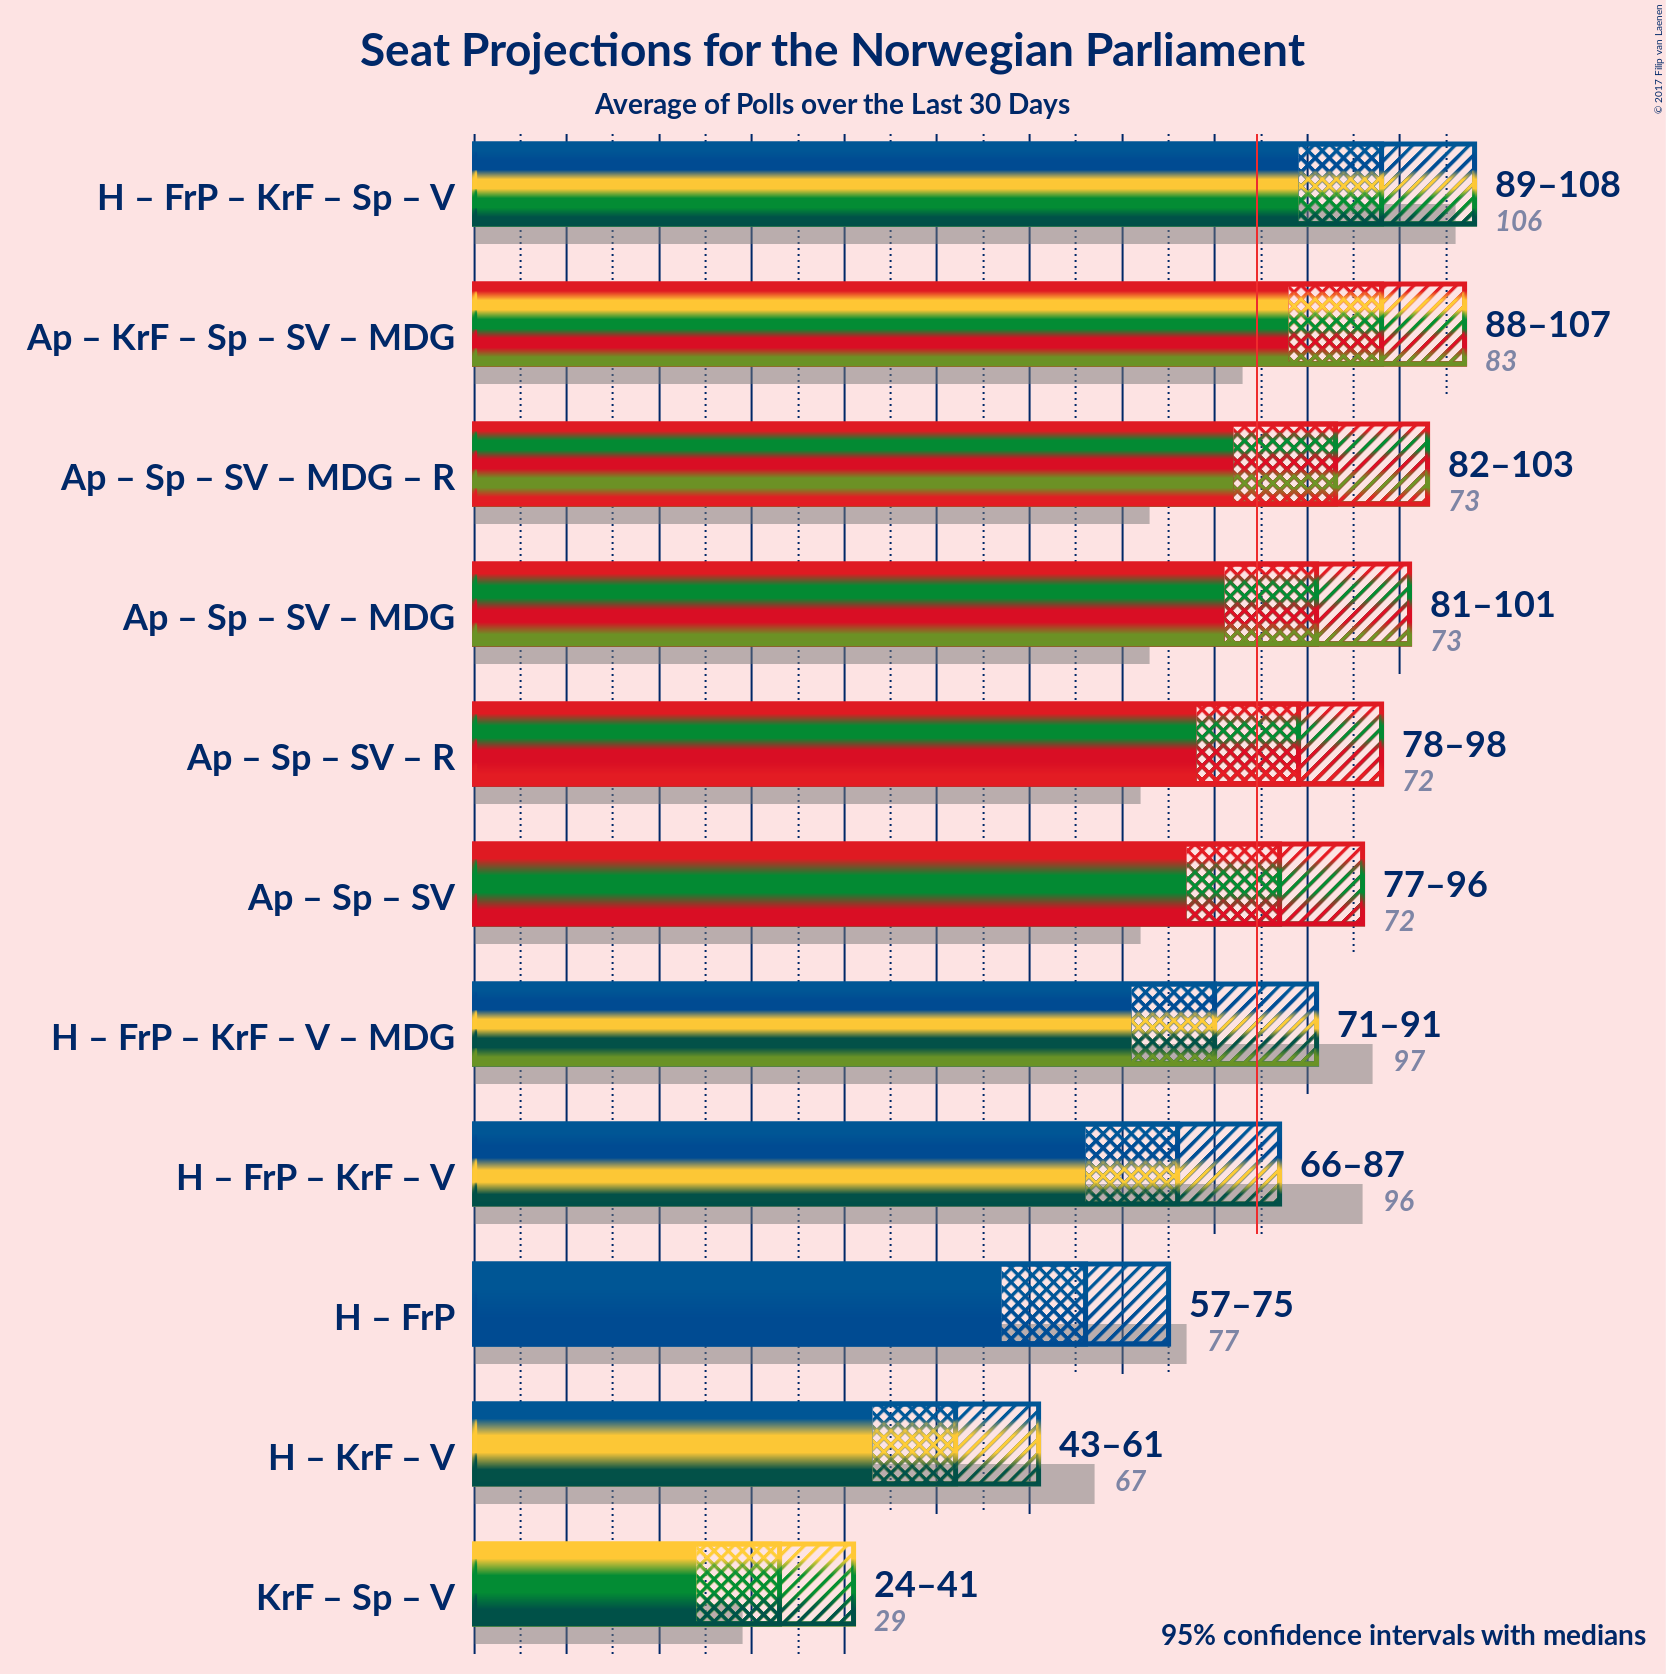 Seat Projections for the Norwegian Parliament
Average of Polls over the Last 30 Days
© 2017 Filip van Laenen
H – FrP – KrF – Sp – V
89–108
106
Ap – KrF – Sp – SV – MDG
88–107
83
Ap – Sp – SV – MDG – R
82–103
73
Ap – Sp – SV – MDG
81–101
73
Ap – Sp – SV – R
78–98
72
Ap – Sp – SV
77–96
72
H – FrP – KrF – V – MDG
71–91
97
H – FrP – KrF – V
66–87
96
H – FrP
57–75
77
H – KrF – V
43–61
67
KrF – Sp – V
24–41
29
95% confidence intervals with medians